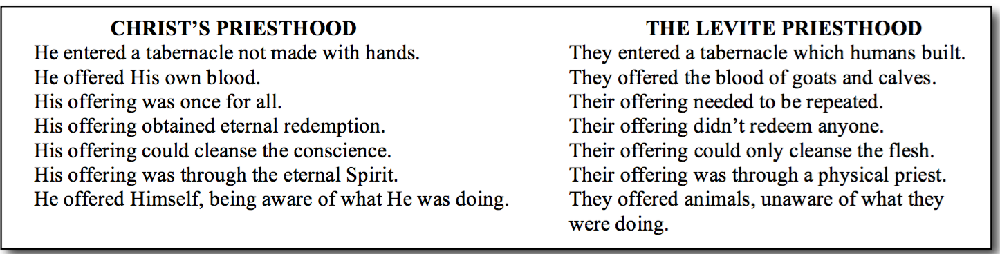 CHRIST’S PRIESTHOOD
He entered a tabernacle not made with hands.
He offered His own blood.
His offering was once for all.
His offering obtained eternal redemption.
His offering could cleanse the conscience.
His offering was through the eternal Spirit.
He offered Himself, being aware of what He was doing.
THE LEVITE PRIESTHOOD
They entered a tabernacle which humans built.
They offered the blood of goats and calves.
Their offering needed to be repeated.
Their offering didn’t redeem anyone.
Their offering could only cleanse the flesh.
Their offering was through a physical priest.
They offered animals, unaware of what they
were doing.